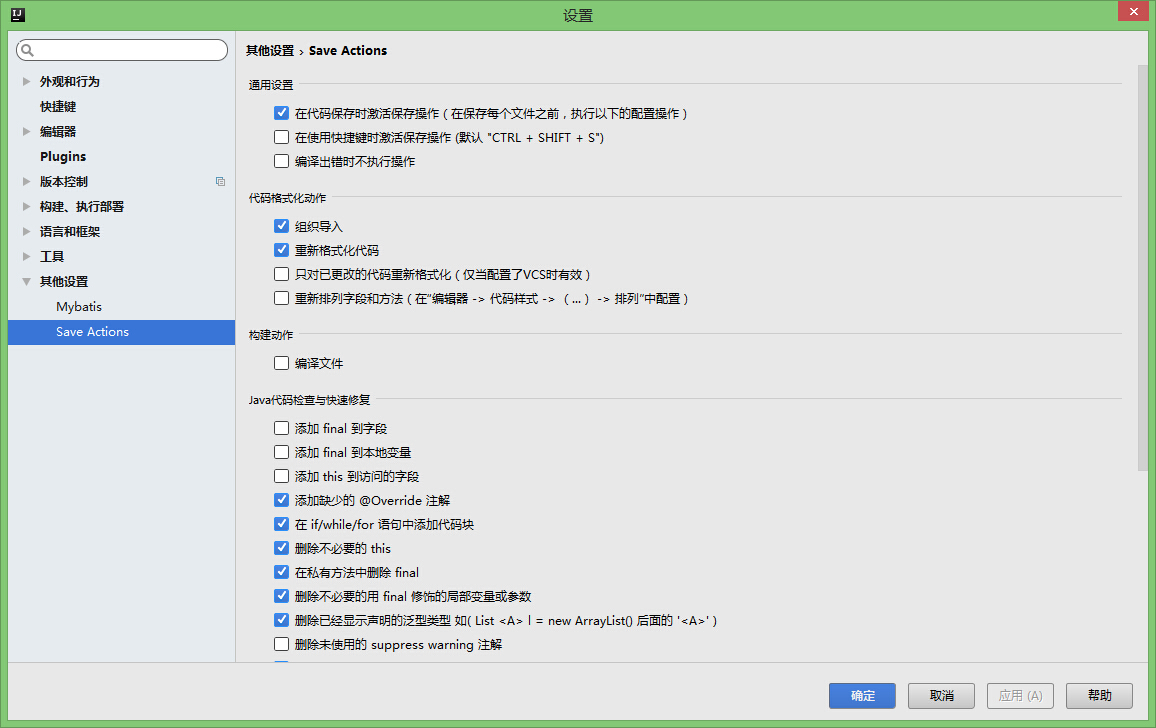 IJ
设置
外观和行为
快捷键
编辑器
Plugins
版本控制
构建、执行部署
语言和框架
工具
其他设置
Mybatis
Save Actions
其他设置 › Save Actions
通用设置
在代码保存时激活保存操作（在保存每个文件之前，执行以下的配置操作）
在使用快捷键时激活保存操作 (默认 "CTRL + SHIFT + S")
编译出错时不执行操作
代码格式化动作
组织导入
重新格式化代码
只对已更改的代码重新格式化（仅当配置了VCS时有效）
重新排列字段和方法（在"编辑器 -> 代码样式 -> （...） -> 排列"中配置）
构建动作
编译文件
Java代码检查与快速修复
添加 final 到字段
添加 final 到本地变量
添加 this 到访问的字段
添加缺少的 @Override 注解
在 if/while/for 语句中添加代码块
删除不必要的 this
在私有方法中删除 final
删除不必要的用 final 修饰的局部变量或参数
删除已经显示声明的泛型类型 如( List <A> l = new ArrayList() 后面的 '<A>' )
删除未使用的 suppress warning 注解
确定
取消
应用 (A)
帮助